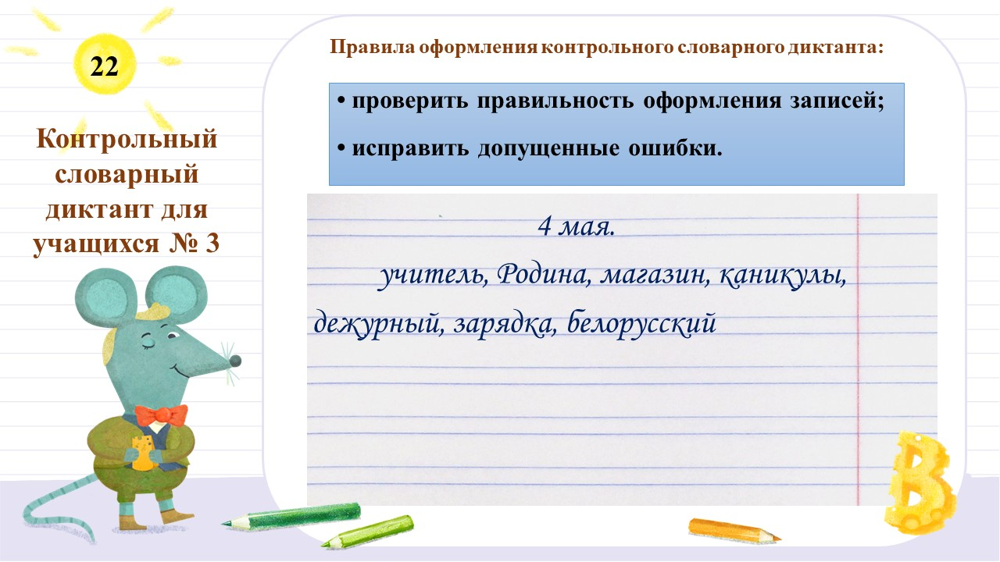 22
Контрольный
словарный
диктант для
учащихся № 3
Правила оформления контрольного словарного диктанта:
• проверить правильность оформления записей;
• исправить допущенные ошибки.
4 мая.
учитель, Родина, магазин, каникулы,
дежурный, зарядка, белорусский
В